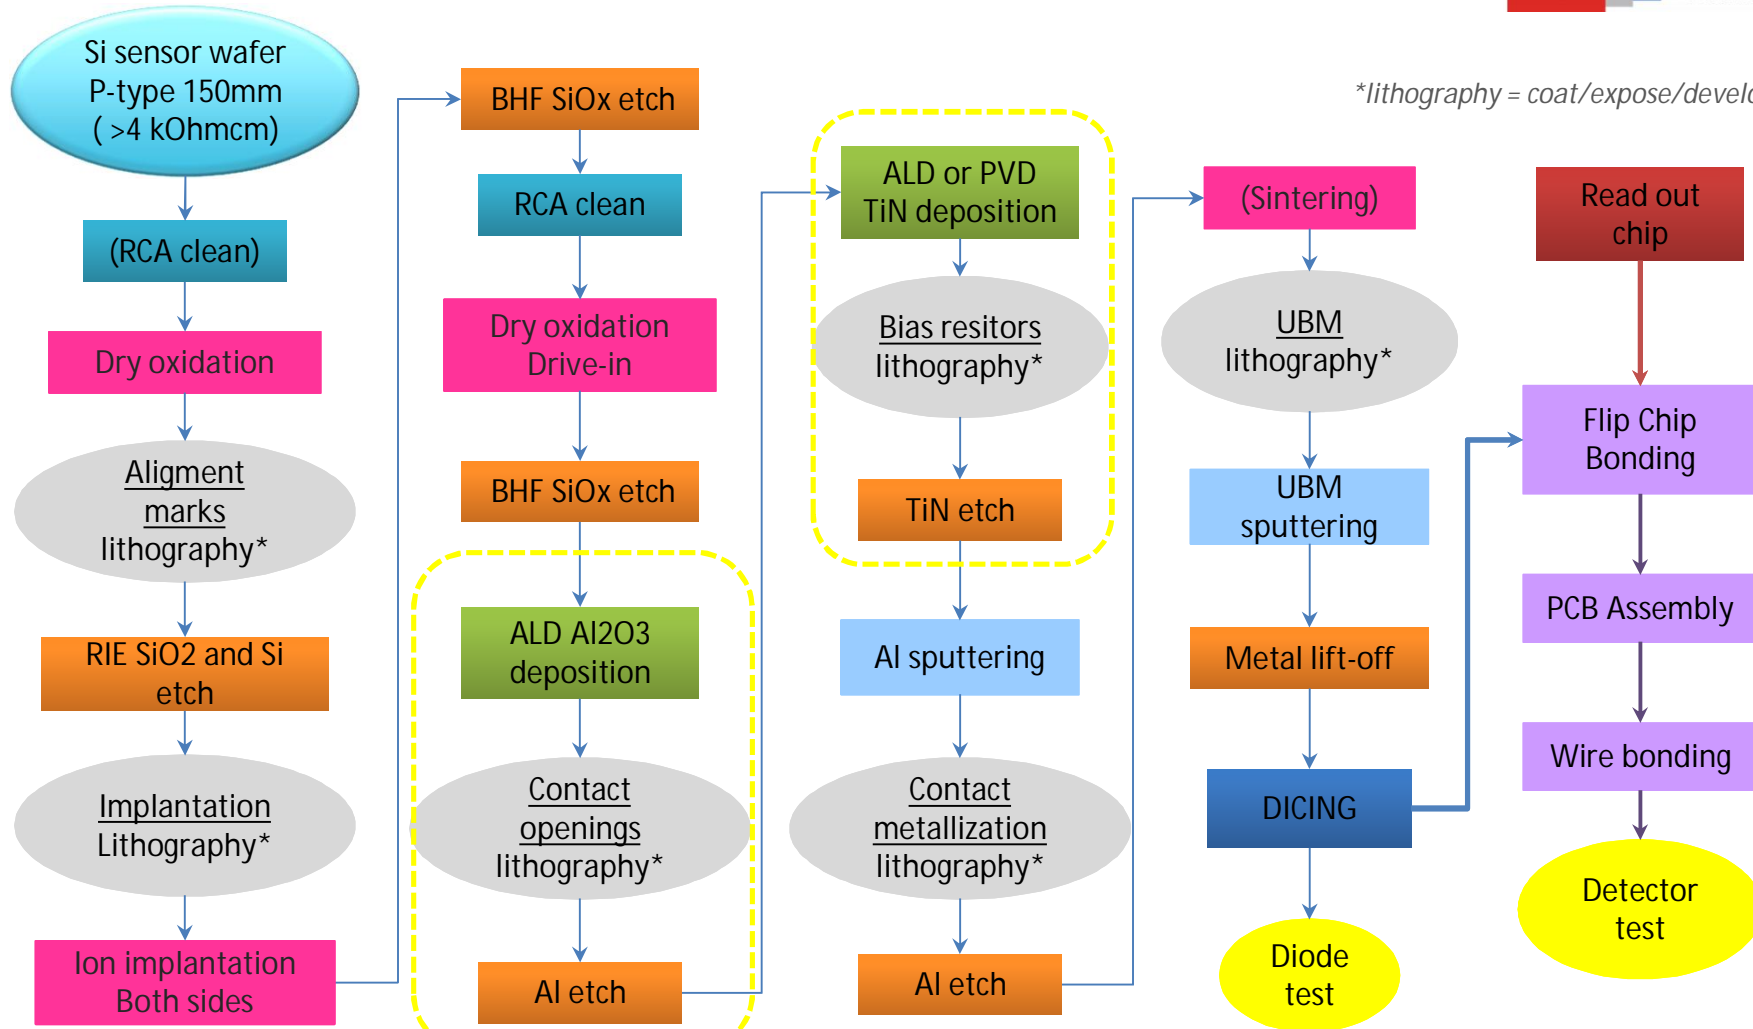 Si sensor wafer
P-type 150mm
( >4 kOhmcm)
(RCA clean)
Dry oxidation
Aligment
marks
lithography*
RIE SiO2 and Si
etch
Implantation
Lithography*
Ion implantation
Both sides
BHF SiOx etch
RCA clean
Dry oxidation
Drive-in
BHF SiOx etch
ALD Al2O3
deposition
Contact
openings
lithography*
Al etch
ALD or PVD
TiN deposition
Bias resitors
lithography*
TiN etch
Al sputtering
Contact
metallization
lithography*
Al etch
(Sintering)
UBM
lithography*
UBM
sputtering
Metal lift-off
DICING
Diode
test
*lithography = coat/expose/develo
Read out
chip
Flip Chip
Bonding
PCB Assembly
Wire bonding
Detector
test